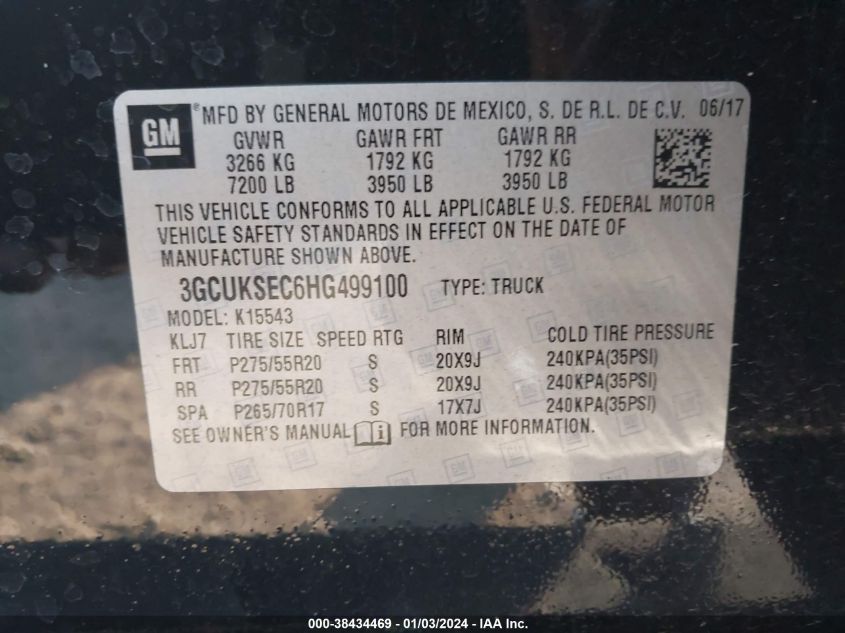 GM ® MFD BY GENERAL MOTORS DE MEXICO, S. DE R.L. DE C.V. 06/17
GVWR GAWR FRT GAWR RR
3266 KG 1792 KG 1792 KG
7200 LB 3950 LB 3950 LB
THIS VEHICLE CONFORMS TO ALL APPLICABLE U.S. FEDERAL MOTOR
VEHICLE SAFETY STANDARDS IN EFFECT ON THE DATE OF
MANUFACTURE SHOWN ABOVE.
3GCUKSEC6HG499100 TYPE: TRUCK
MODEL: K15543
KLJ7 TIRE SIZE SPEED RTG RIM COLD TIRE PRESSURE
FRT P275/55R20 S 20X9J 240KPA(35PSI)
RR P275/55R20 S 20X9J 240KPA(35PSI)
SPA P265/70R17 S 17X7J 240KPA(35PSI)
SEE OWNER'S MANUAL i FOR MORE INFORMATION.
000-38434469 - 01/03/2024 - IAA Inc.